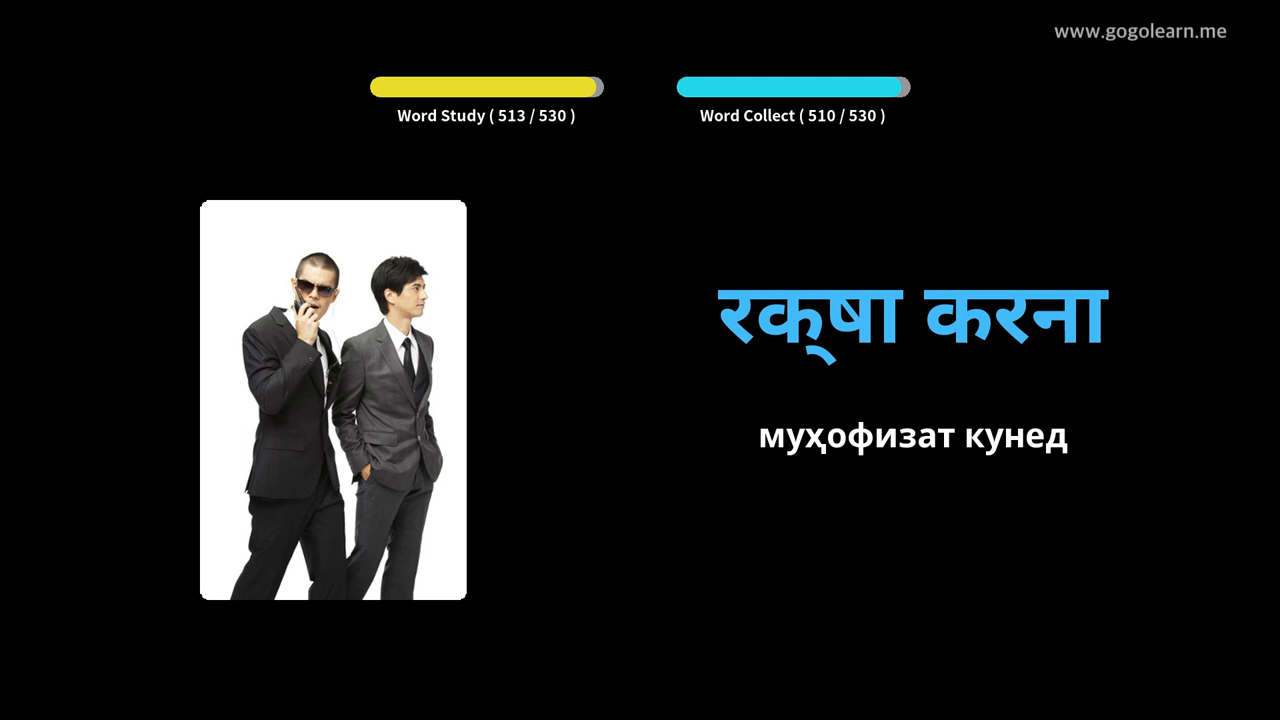 www.gogolearn.me
Word Study ( 513 / 530 )
Word Collect ( 510 / 530 )
रक्‌षा करना
муҳофизат кунед